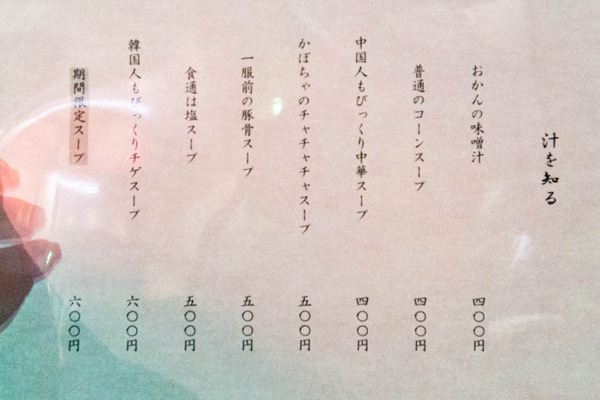 汁を知る
おかんの味噌汁
四〇〇円
普通のコーンスープ
四〇〇円
中国人もびっくり中華スープ
四〇〇円
かぼちゃのチャチャチャスープ
五〇〇円
一服前の豚骨スープ
五〇〇円
食通は塩スープ
五〇〇円
韓国人もびっくりチゲスープ
六〇〇円
期間限定スープ
六〇〇円